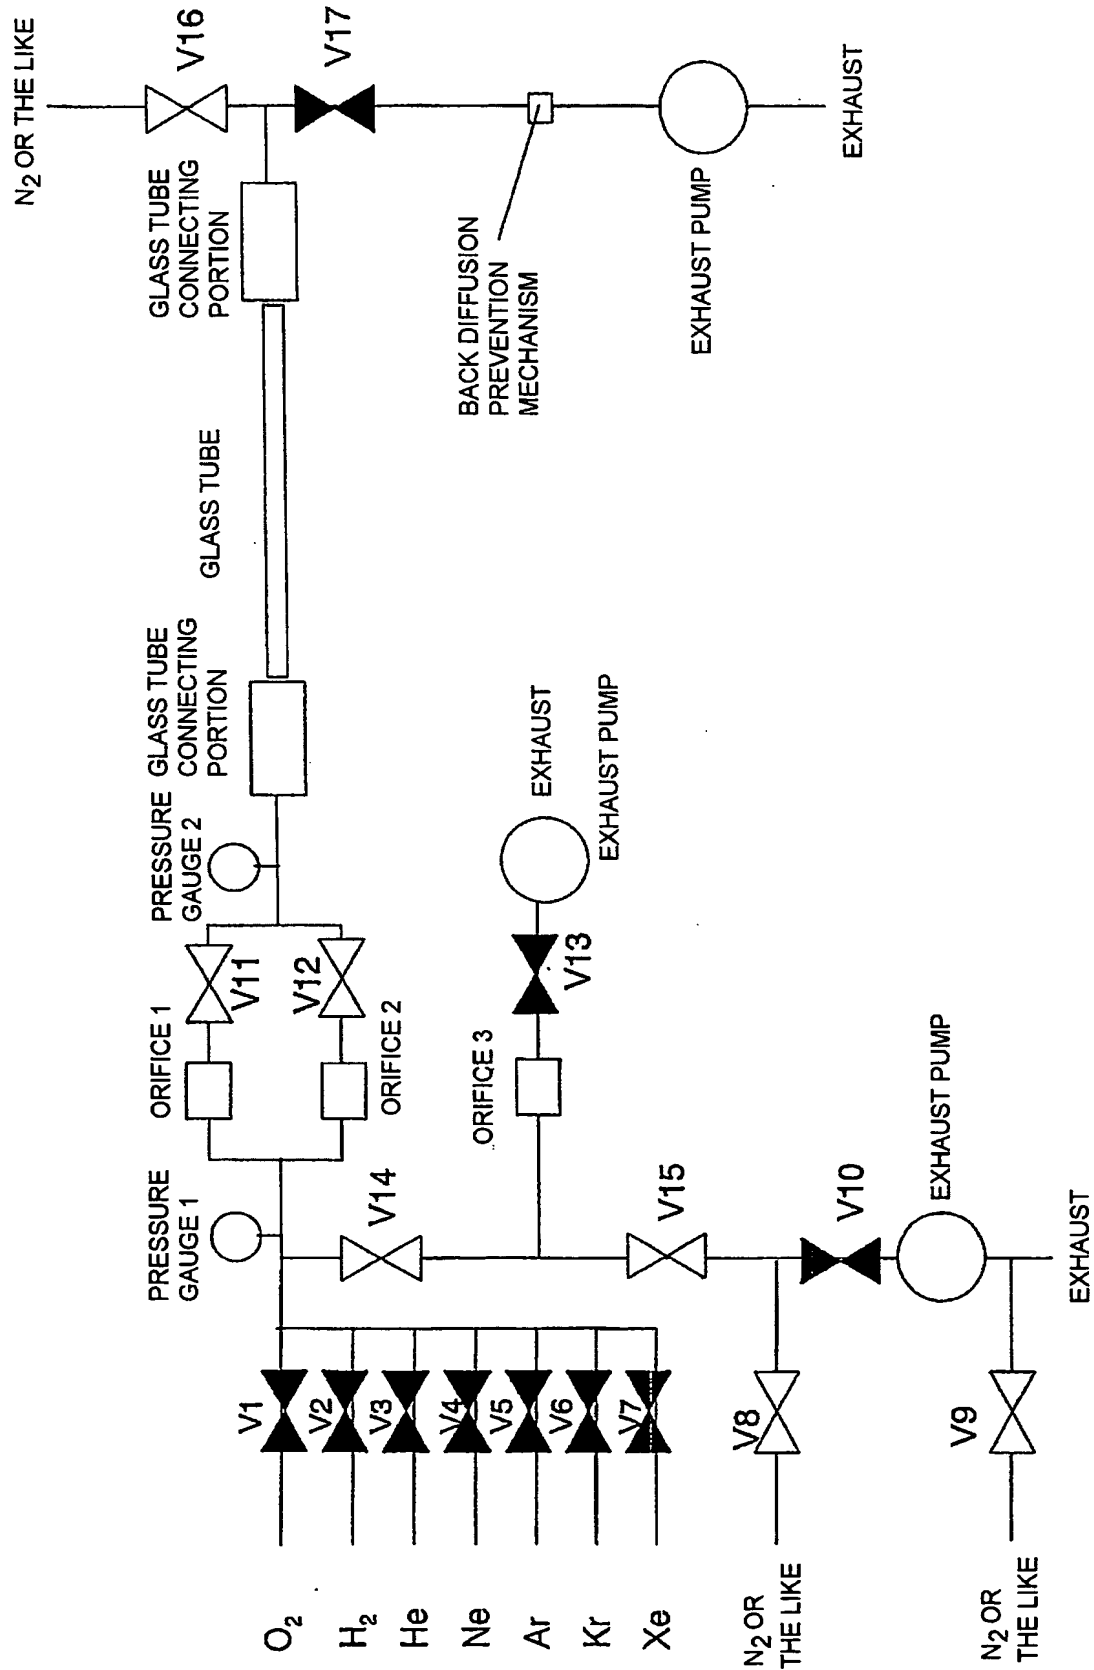 O2
H2
He
Ne
Ar
Kr
Xe
N2 OR
THE LIKE
N2 OR
THE LIKE
V1
V2
V3
V4
V5
V6
V7
V8
V9
PRESSURE
GAUGE 1
V14
V15
V10
EXHAUST PUMP
EXHAUST
ORIFICE 1
ORIFICE 2
ORIFICE 3
V11
V12
V13
EXHAUST
EXHAUST PUMP
PRESSURE
GAUGE 2
GLASS TUBE
CONNECTING
PORTION
GLASS TUBE
GLASS TUBE
CONNECTING
PORTION
BACK DIFFUSION
PREVENTION
MECHANISM
N2 OR THE LIKE
V16
V17
EXHAUST PUMP
EXHAUST